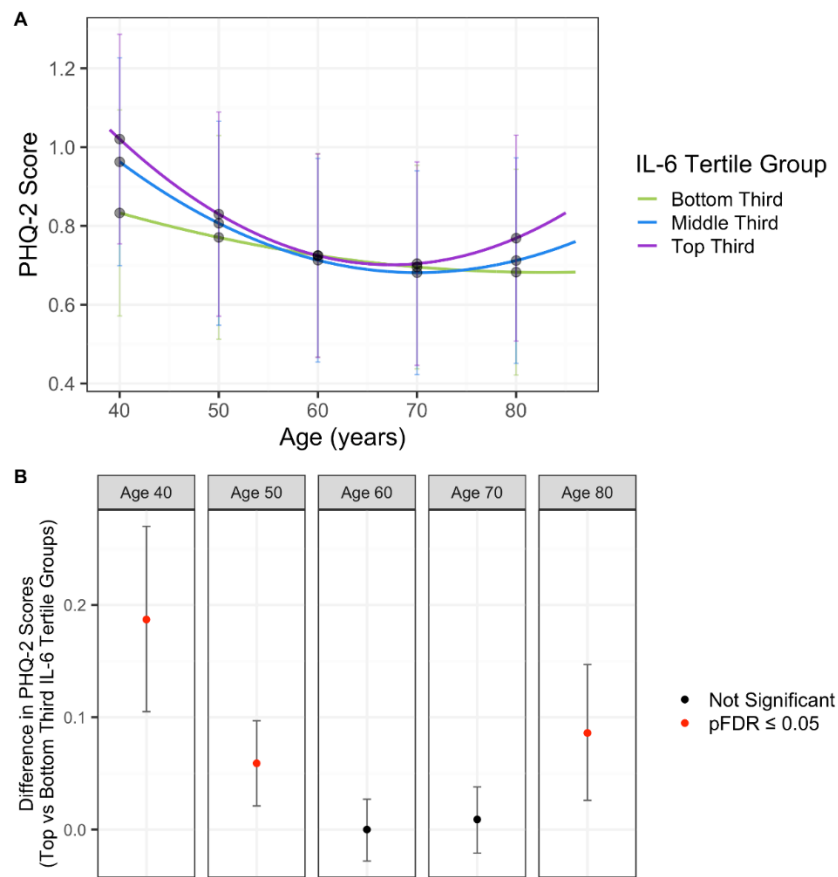 A
1.2
1.0
0.8
0.6
0.4
PHQ-2 Score
40 50 60 70 80
Age (years)
IL-6 Tertile Group
Bottom Third
Middle Third
Top Third
B
Age 40 Age 50 Age 60 Age 70 Age 80
Difference in PHQ-2 Scores
(Top vs Bottom Third IL-6 Tertile Groups)
0.2
0.1
0.0
Not Significant
pFDR ≤ 0.05